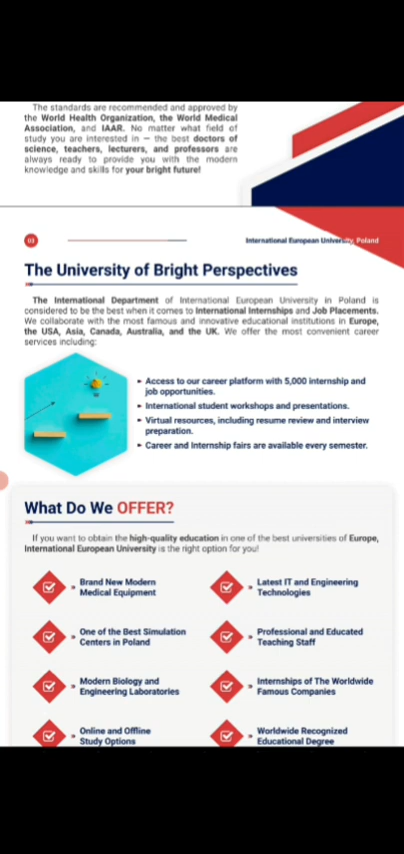 The standards are recommended and approved by
the World Health Organization, the World Medical
Association, and IAAR. No matter what field of
study you are interested in — the best doctors of
science, teachers, lecturers, and professors are
always ready to provide you with the modern
knowledge and skills for your bright future!
03
International European University, Poland
The University of Bright Perspectives
The International Department of International European University in Poland is
considered to be the best when it comes to International Internships and Job Placements.
We collaborate with the most famous and innovative educational institutions in Europe,
the USA, Asia, Canada, Australia, and the UK. We offer the most convenient career
services including:
Access to our career platform with 5,000 internship and
job opportunities.
International student workshops and presentations.
Virtual resources, including resume review and interview
preparation.
Career and Internship fairs are available every semester.
What Do We OFFER?
If you want to obtain the high-quality education in one of the best universities of Europe,
International European University is the right option for you!
Brand New Modern
Medical Equipment
Latest IT and Engineering
Technologies
One of the Best Simulation
Centers in Poland
Professional and Educated
Teaching Staff
Modern Biology and
Engineering Laboratories
Internships of The Worldwide
Famous Companies
Online and Offline
Study Options
Worldwide Recognized
Educational Degree